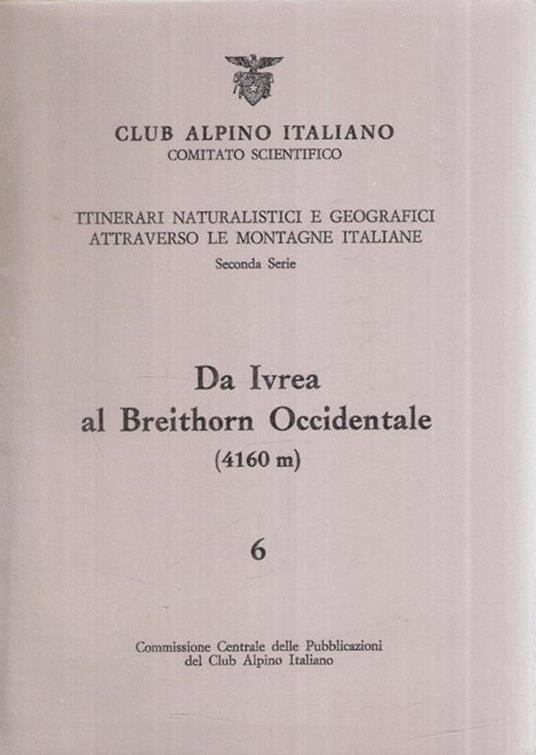 CLUB ALPINO ITALIANO
COMITATO SCIENTIFICO
ITINERARI NATURALISTICI E GEOGRAFICI
ATTRAVERSO LE MONTAGNE ITALIANE
Seconda Serie
Da Ivrea
al Breithorn Occidentale
(4160 m)
6
Commissione Centrale delle Pubblicazioni
del Club Alpino Italiano